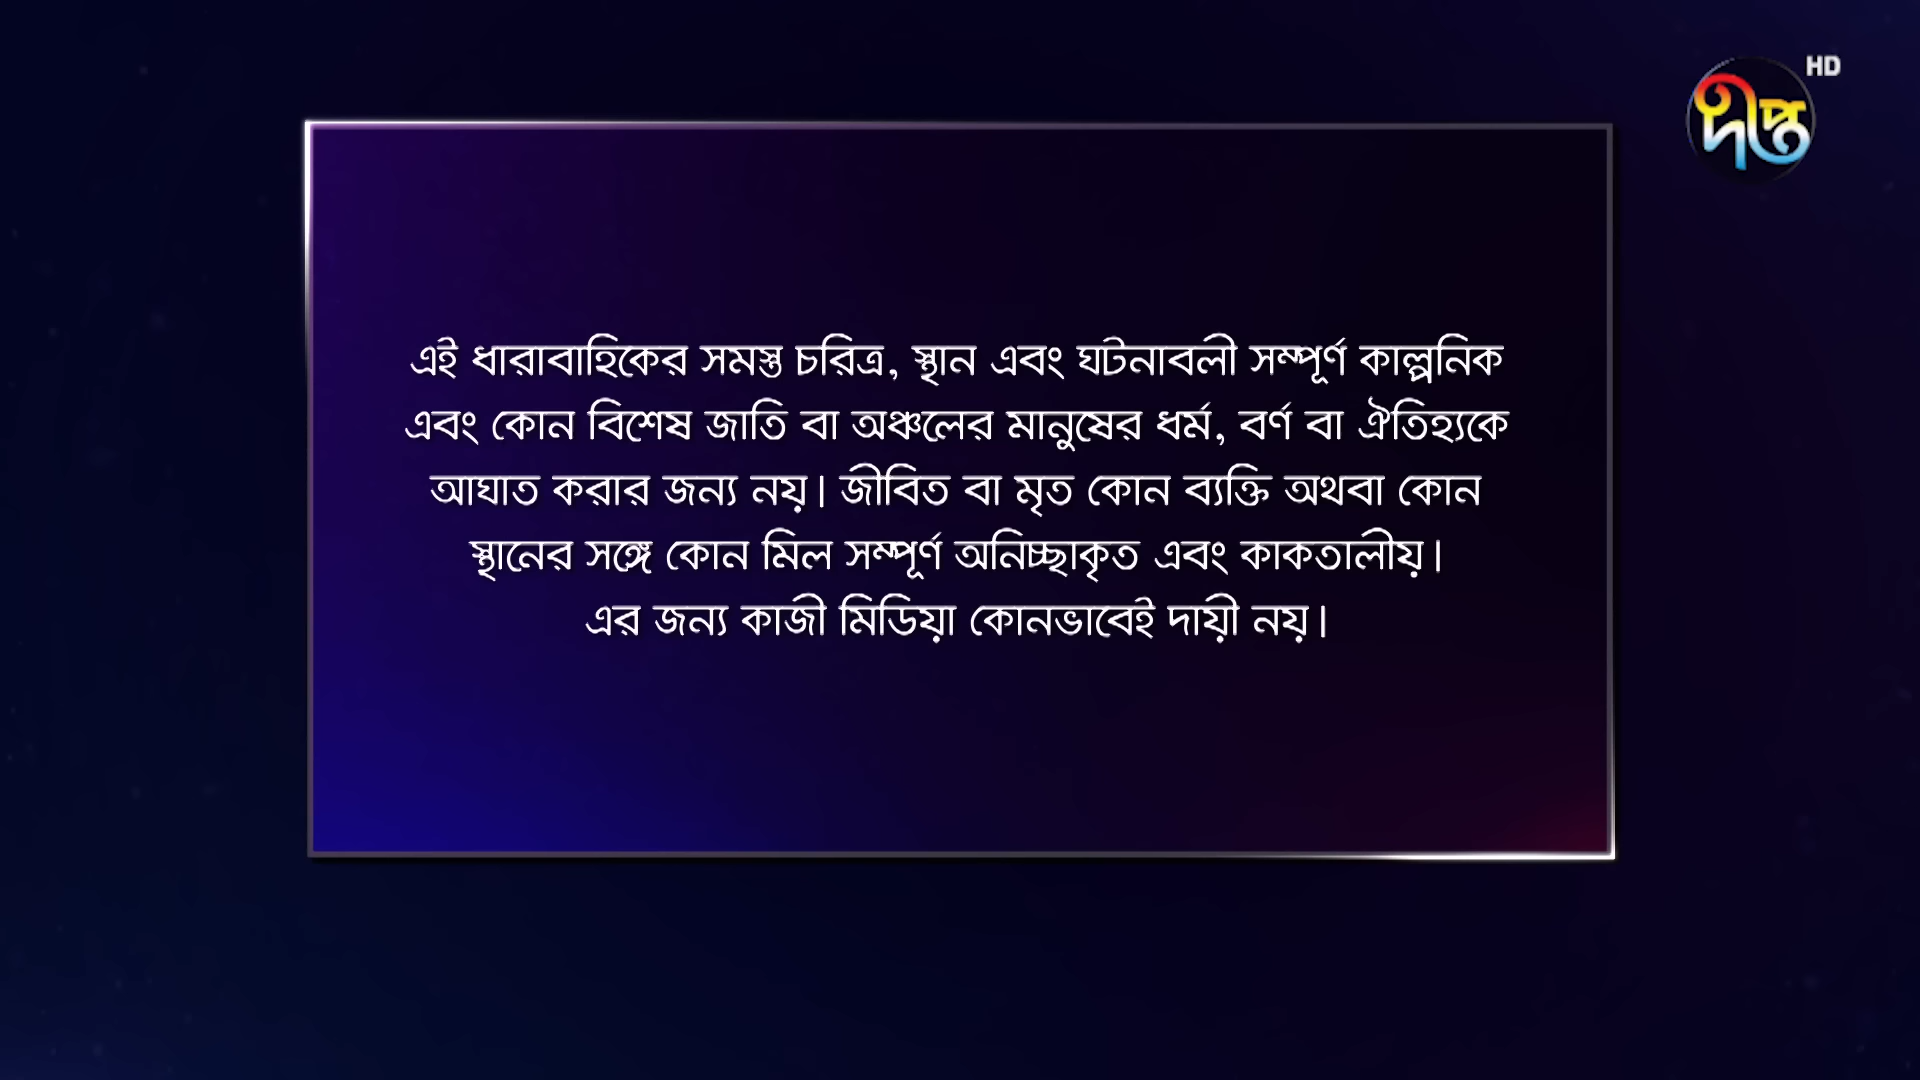 HD
দীপ্ত
এই ধারাবাহিকের সমস্ত চরিত্র, স্থান এবং ঘটনাবলী সম্পূর্ণ কাল্পনিক
এবং কোন বিশেষ জাতি বা অঞ্চলের মানুষের ধর্ম, বর্ণ বা ঐতিহ্যকে
আঘাত করার জন্য নয়। জীবিত বা মৃত কোন ব্যক্তি অথবা কোন
স্থানের সঙ্গে কোন মিল সম্পূর্ণ অনিচ্ছাকৃত এবং কাকতালীয়।
এর জন্য কাজী মিডিয়া কোনভাবেই দায়ী নয়।